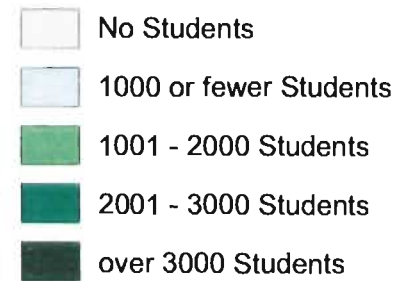 No Students
1000 or fewer Students
1001 - 2000 Students
2001 - 3000 Students
over 3000 Students